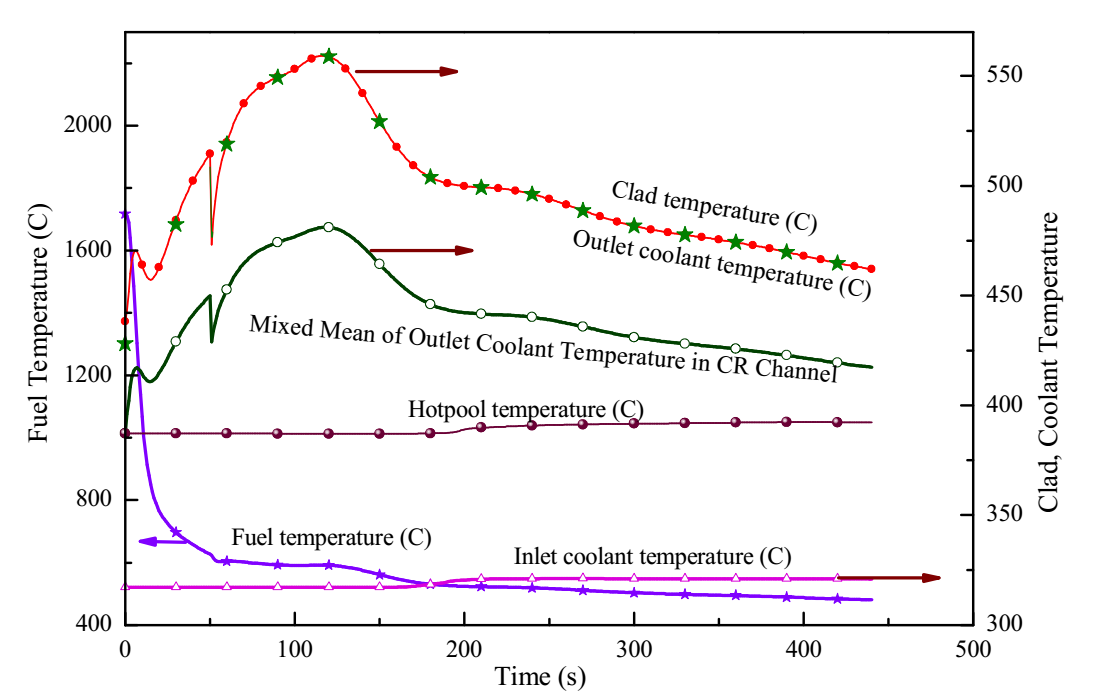 2000
1600
1200
800
400
Fuel Temperature (C)
550
500
450
400
350
300
Clad, Coolant Temperature
Clad temperature (C)
Outlet coolant temperature (C)
Mixed Mean of Outlet Coolant Temperature in CR Channel
Hotpool temperature (C)
Fuel temperature (C)
Inlet coolant temperature (C)
0 100 200 300 400 500
Time (s)